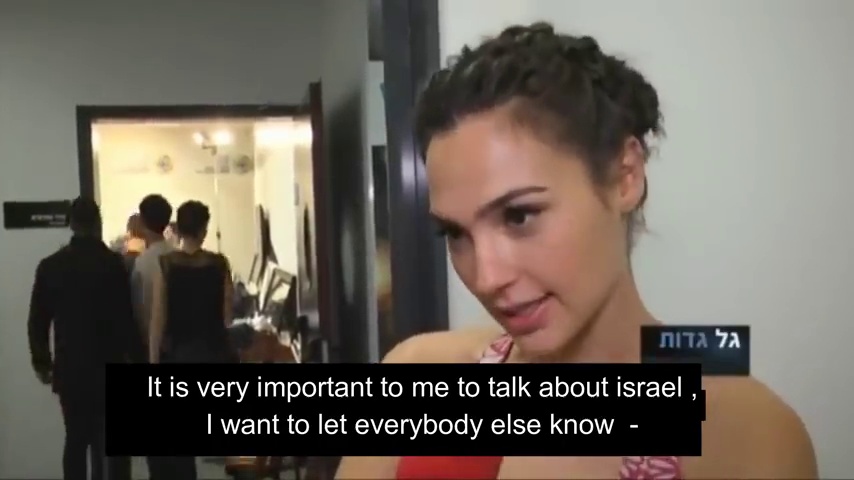 גל גדות
It is very important to me to talk about israel ,
I want to let everybody else know -